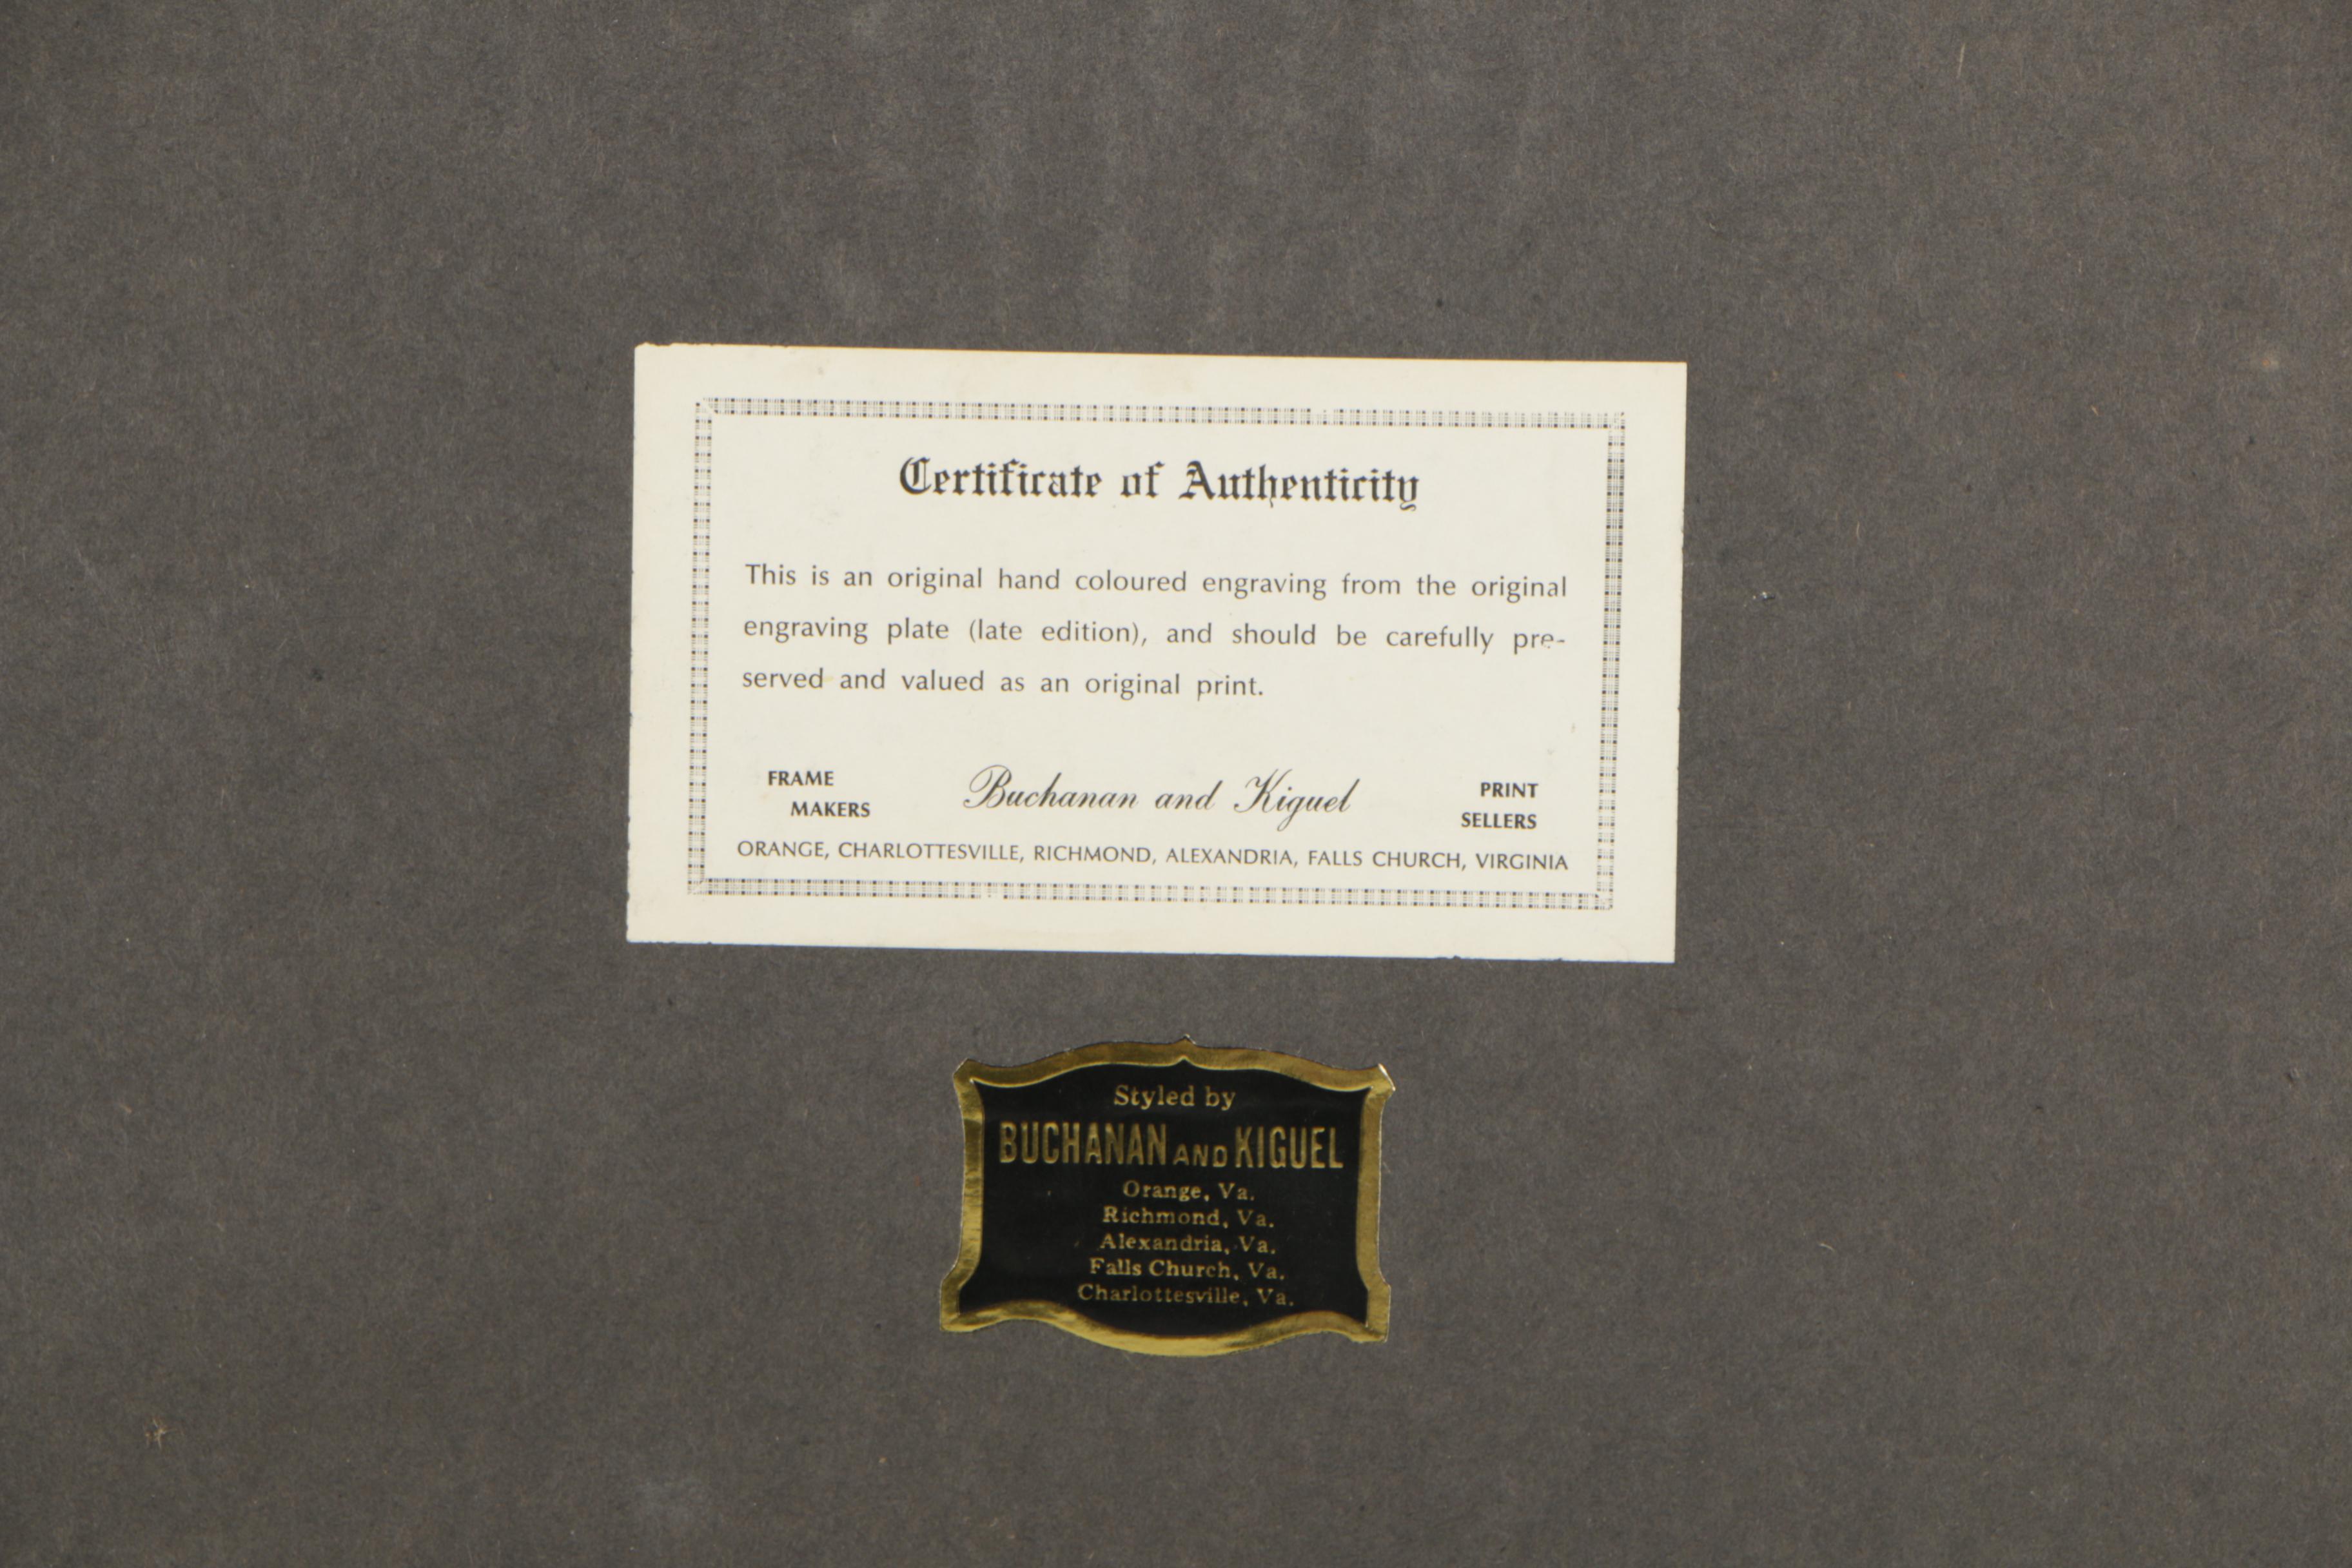 Certificate of Authenticity
This is an original hand coloured engraving from the original
engraving plate (late edition), and should be carefully pre-
served and valued as an original print.
FRAME
MAKERS
Buchanan and Kiguel
PRINT
SELLERS
ORANGE, CHARLOTTESVILLE, RICHMOND, ALEXANDRIA, FALLS CHURCH, VIRGINIA
Styled by
BUCHANAN AND KIGUEL
Orange, Va.
Richmond, Va.
Alexandria, Va.
Falls Church, Va.
Charlottesville, Va.